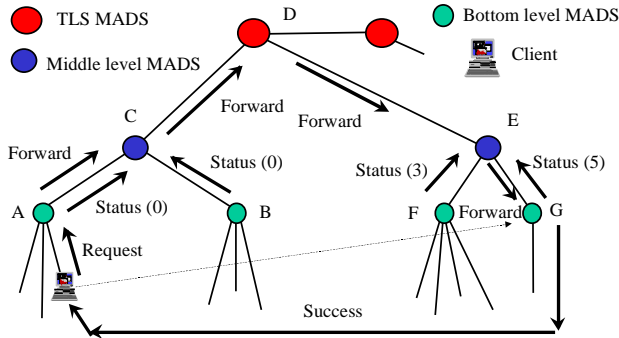 TLS MADS
D
Bottom level MADS
Middle level MADS
Client
C
Forward
Forward
E
Forward
Status (0)
Status (3)
Status (5)
A
Status (0)
B
F
Forward
G
Request
Success